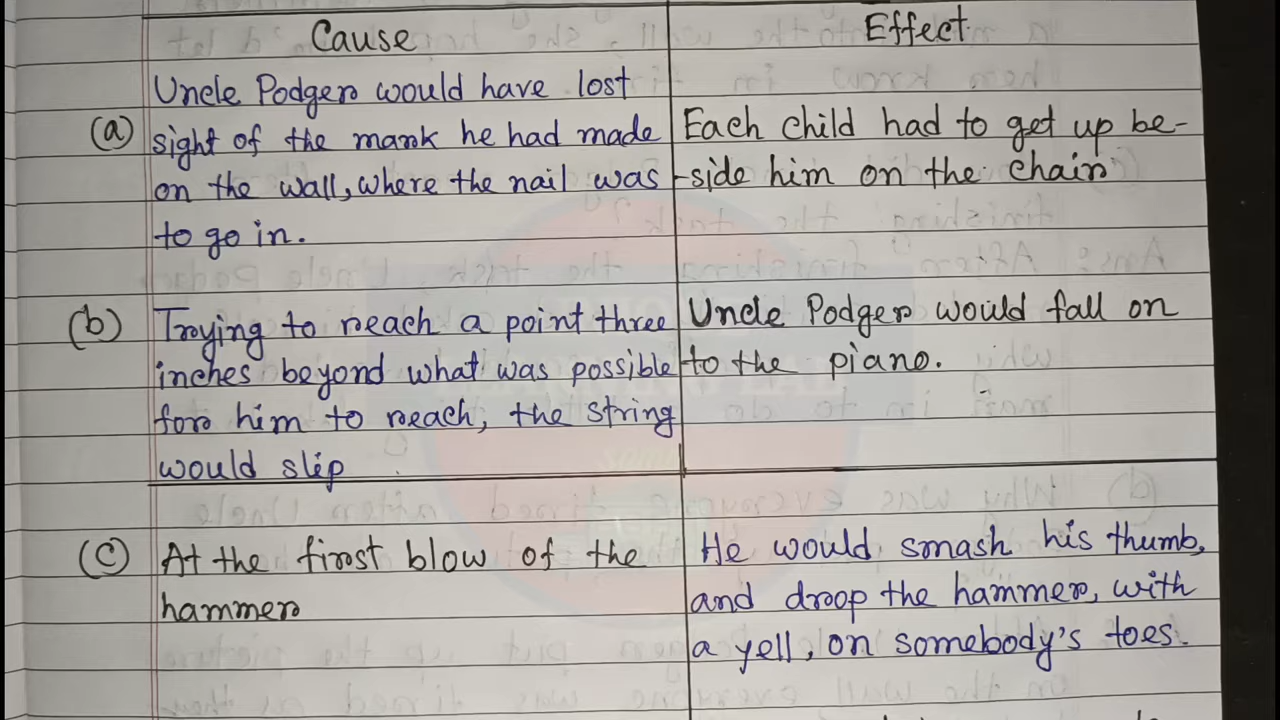 Cause Effect
Uncle Podger would have lost
(a) sight of the mark he had made Each child had to get up be-
on the wall, where the nail was -side him on the chair
to go in.
(b) Trying to reach a point three Uncle Podger would fall on
inches beyond what was possible to the piano.
for him to reach, the string
would slip
(c) At the first blow of the He would smash his thumb,
hammer and drop the hammer, with
a yell, on somebody's toes.